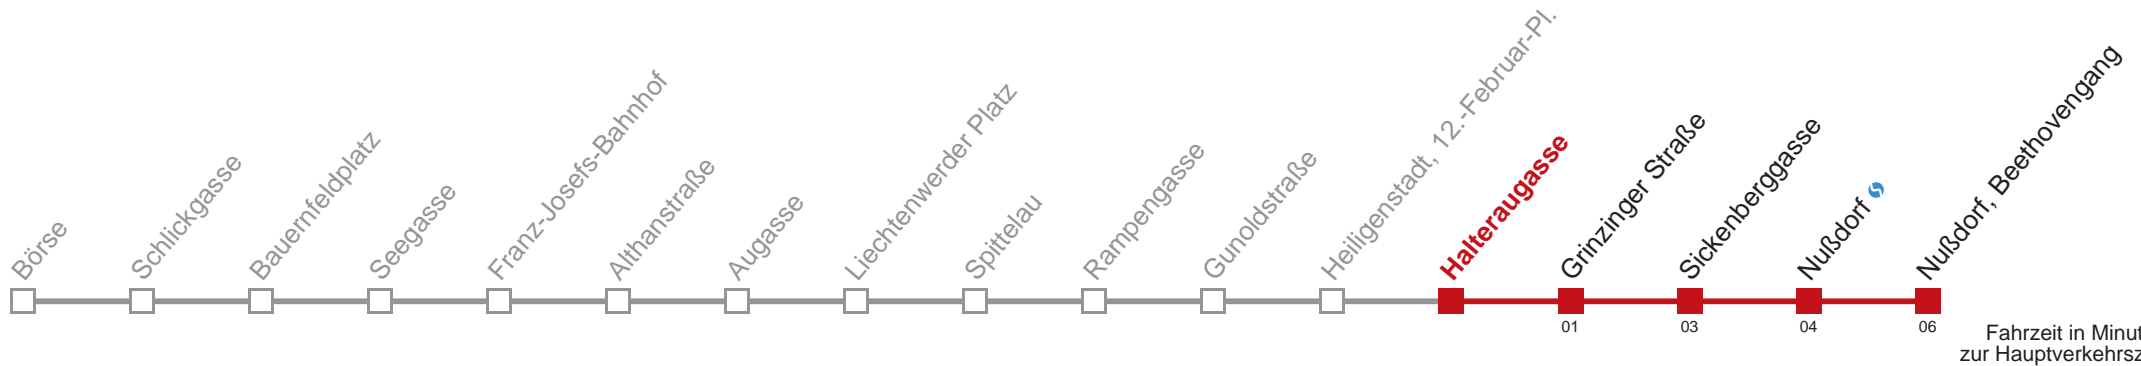 Börse
Schlickgasse
Bauernfeldplatz
Seegasse
Franz-Josefs-Bahnhof
Althanstraße
Augasse
Liechtenwerder Platz
Spittelau
Rampengasse
Gunoldstraße
Heiligenstadt, 12.-Februar-Pl.
Halteraugasse
Grinzinger Straße
Sickenberggasse
Nußdorf
Nußdorf, Beethovengang
01
03
04
06
Fahrzeit in Minut
zur Hauptverkehrsz